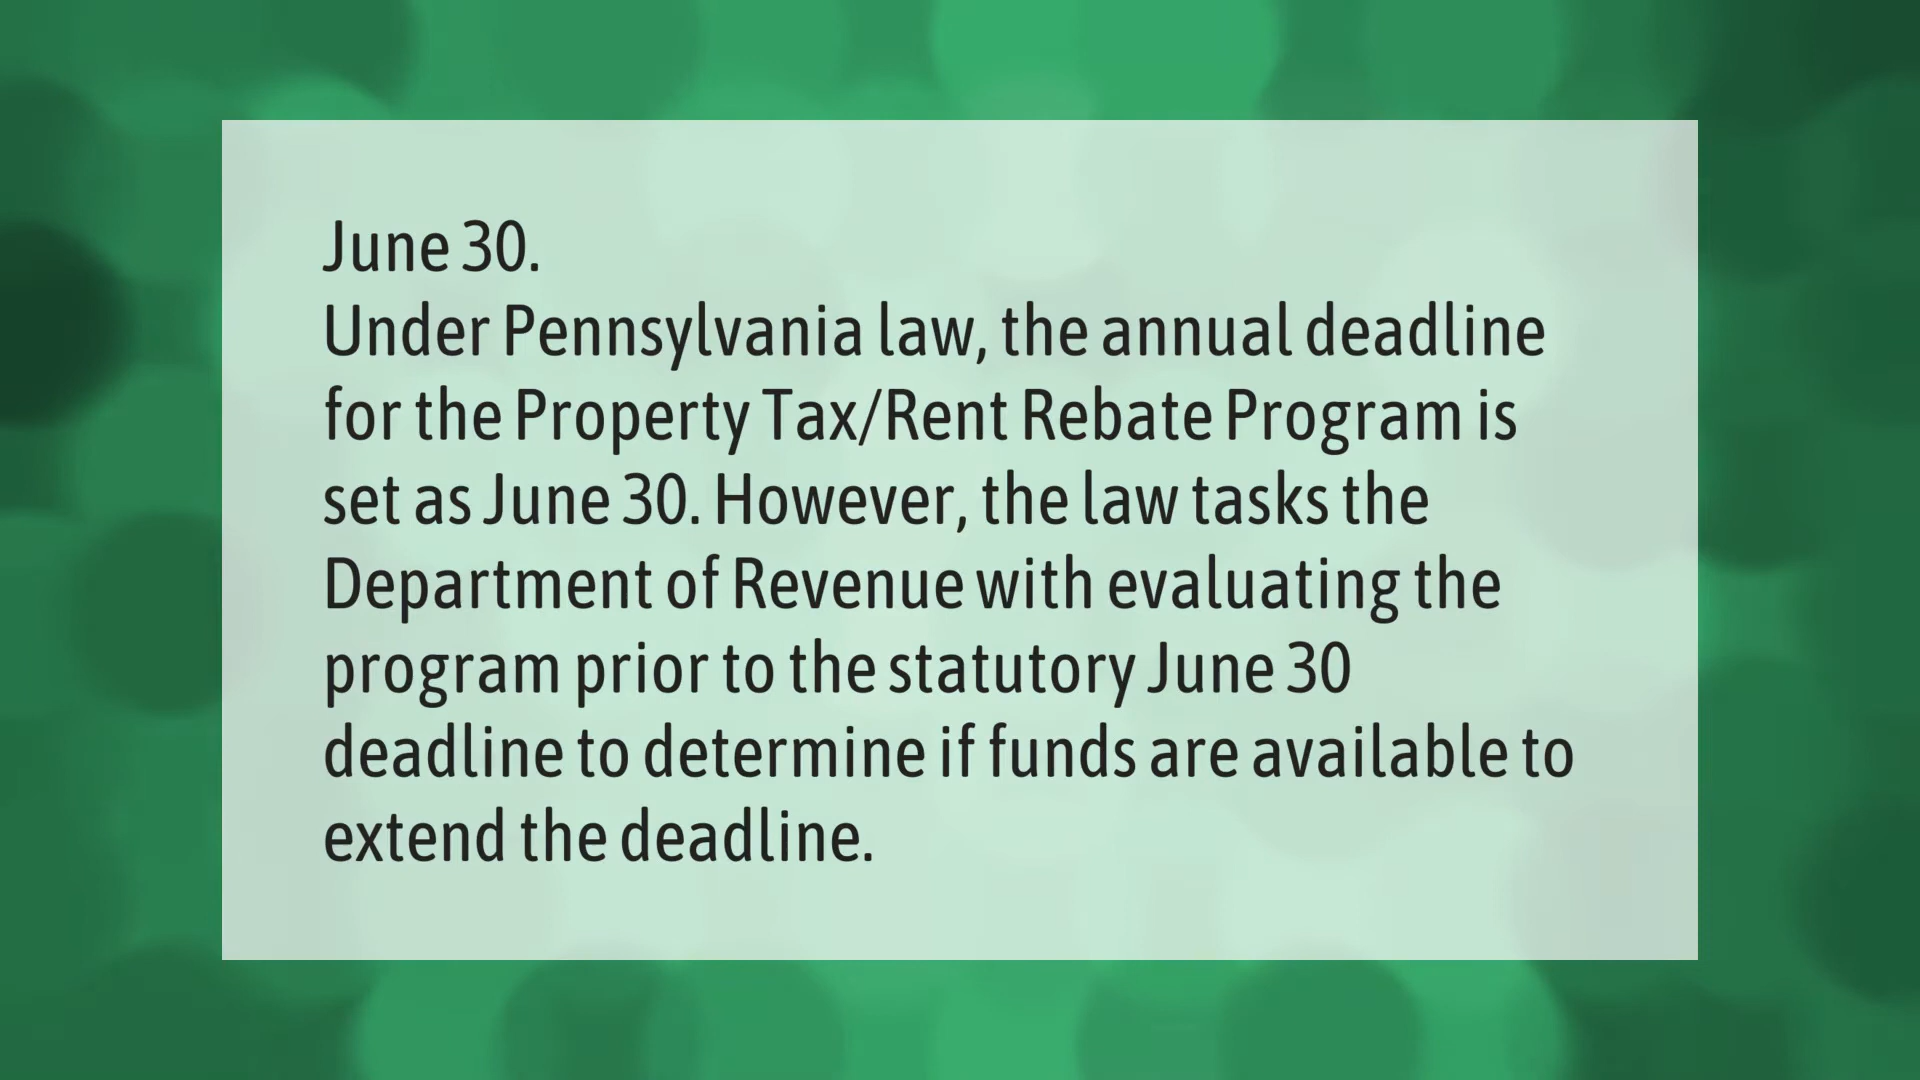 June 30.
Under Pennsylvania law, the annual deadline
for the Property Tax/Rent Rebate Program is
set as June 30. However, the law tasks the
Department of Revenue with evaluating the
program prior to the statutory June 30
deadline to determine if funds are available to
extend the deadline.